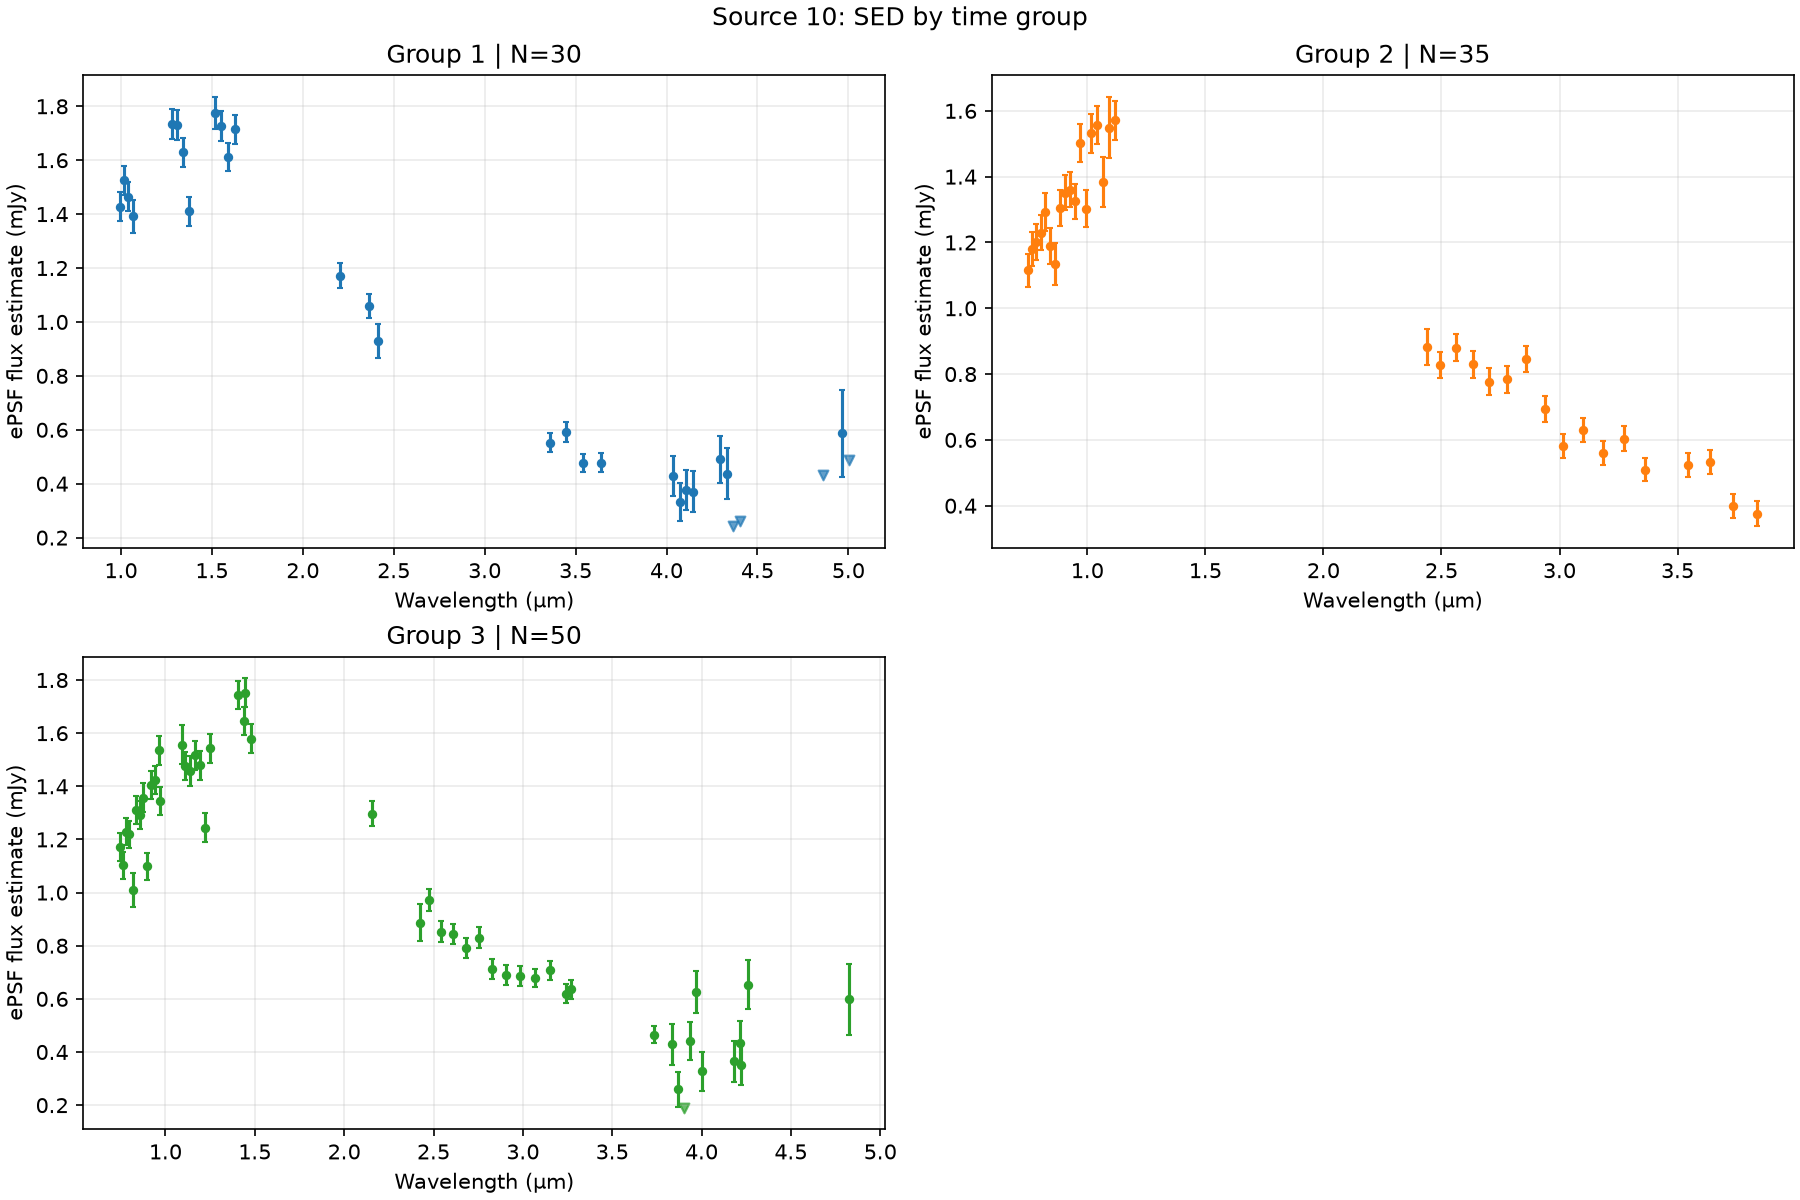 Source 10: SED by time group
Group 1 | N=30
1.8
1.6
1.4
1.2
1.0
0.8
0.6
0.4
0.2
ePSF flux estimate (mJy)
1.0 1.5 2.0 2.5 3.0 3.5 4.0 4.5 5.0
Wavelength (µm)
Group 2 | N=35
1.6
1.4
1.2
1.0
0.8
0.6
0.4
ePSF flux estimate (mJy)
1.0 1.5 2.0 2.5 3.0 3.5
Wavelength (µm)
Group 3 | N=50
1.8
1.6
1.4
1.2
1.0
0.8
0.6
0.4
0.2
ePSF flux estimate (mJy)
1.0 1.5 2.0 2.5 3.0 3.5 4.0 4.5 5.0
Wavelength (µm)